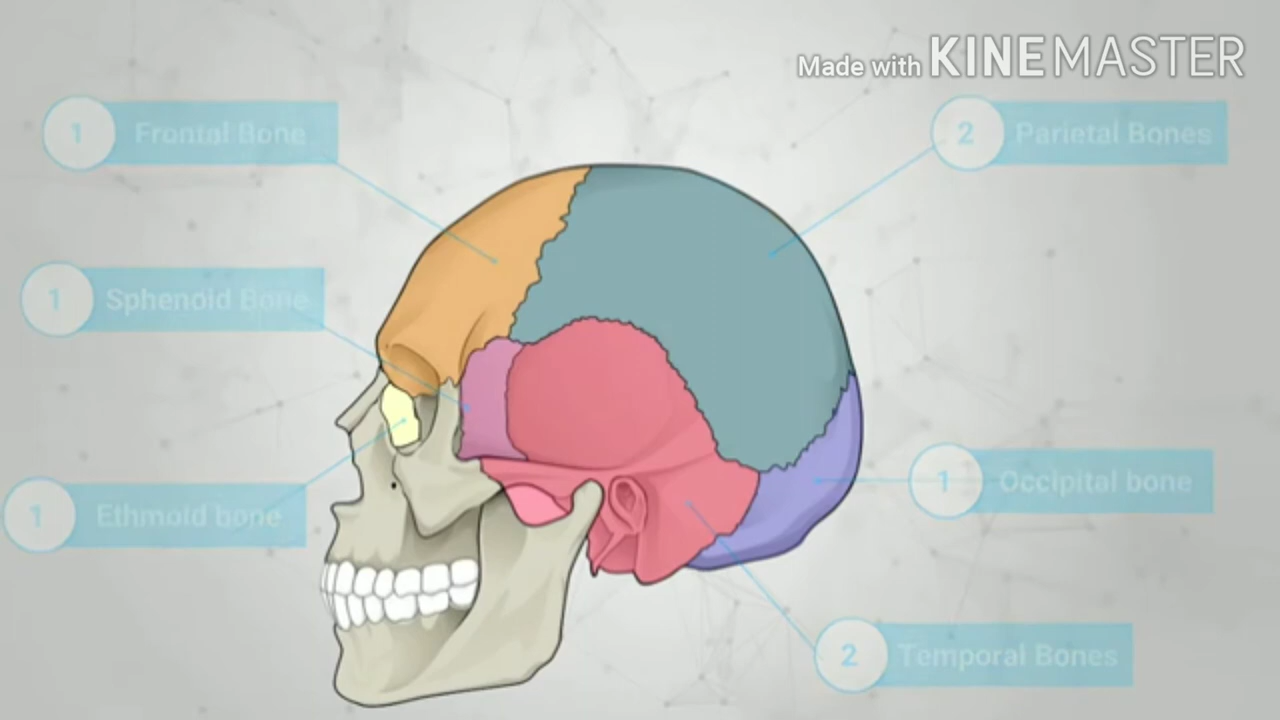 Made with KINEMASTER
1 Frontal Bone
2 Parietal Bones
1 Sphenoid Bone
1 Occipital bone
1 Ethmoid bone
2 Temporal Bones